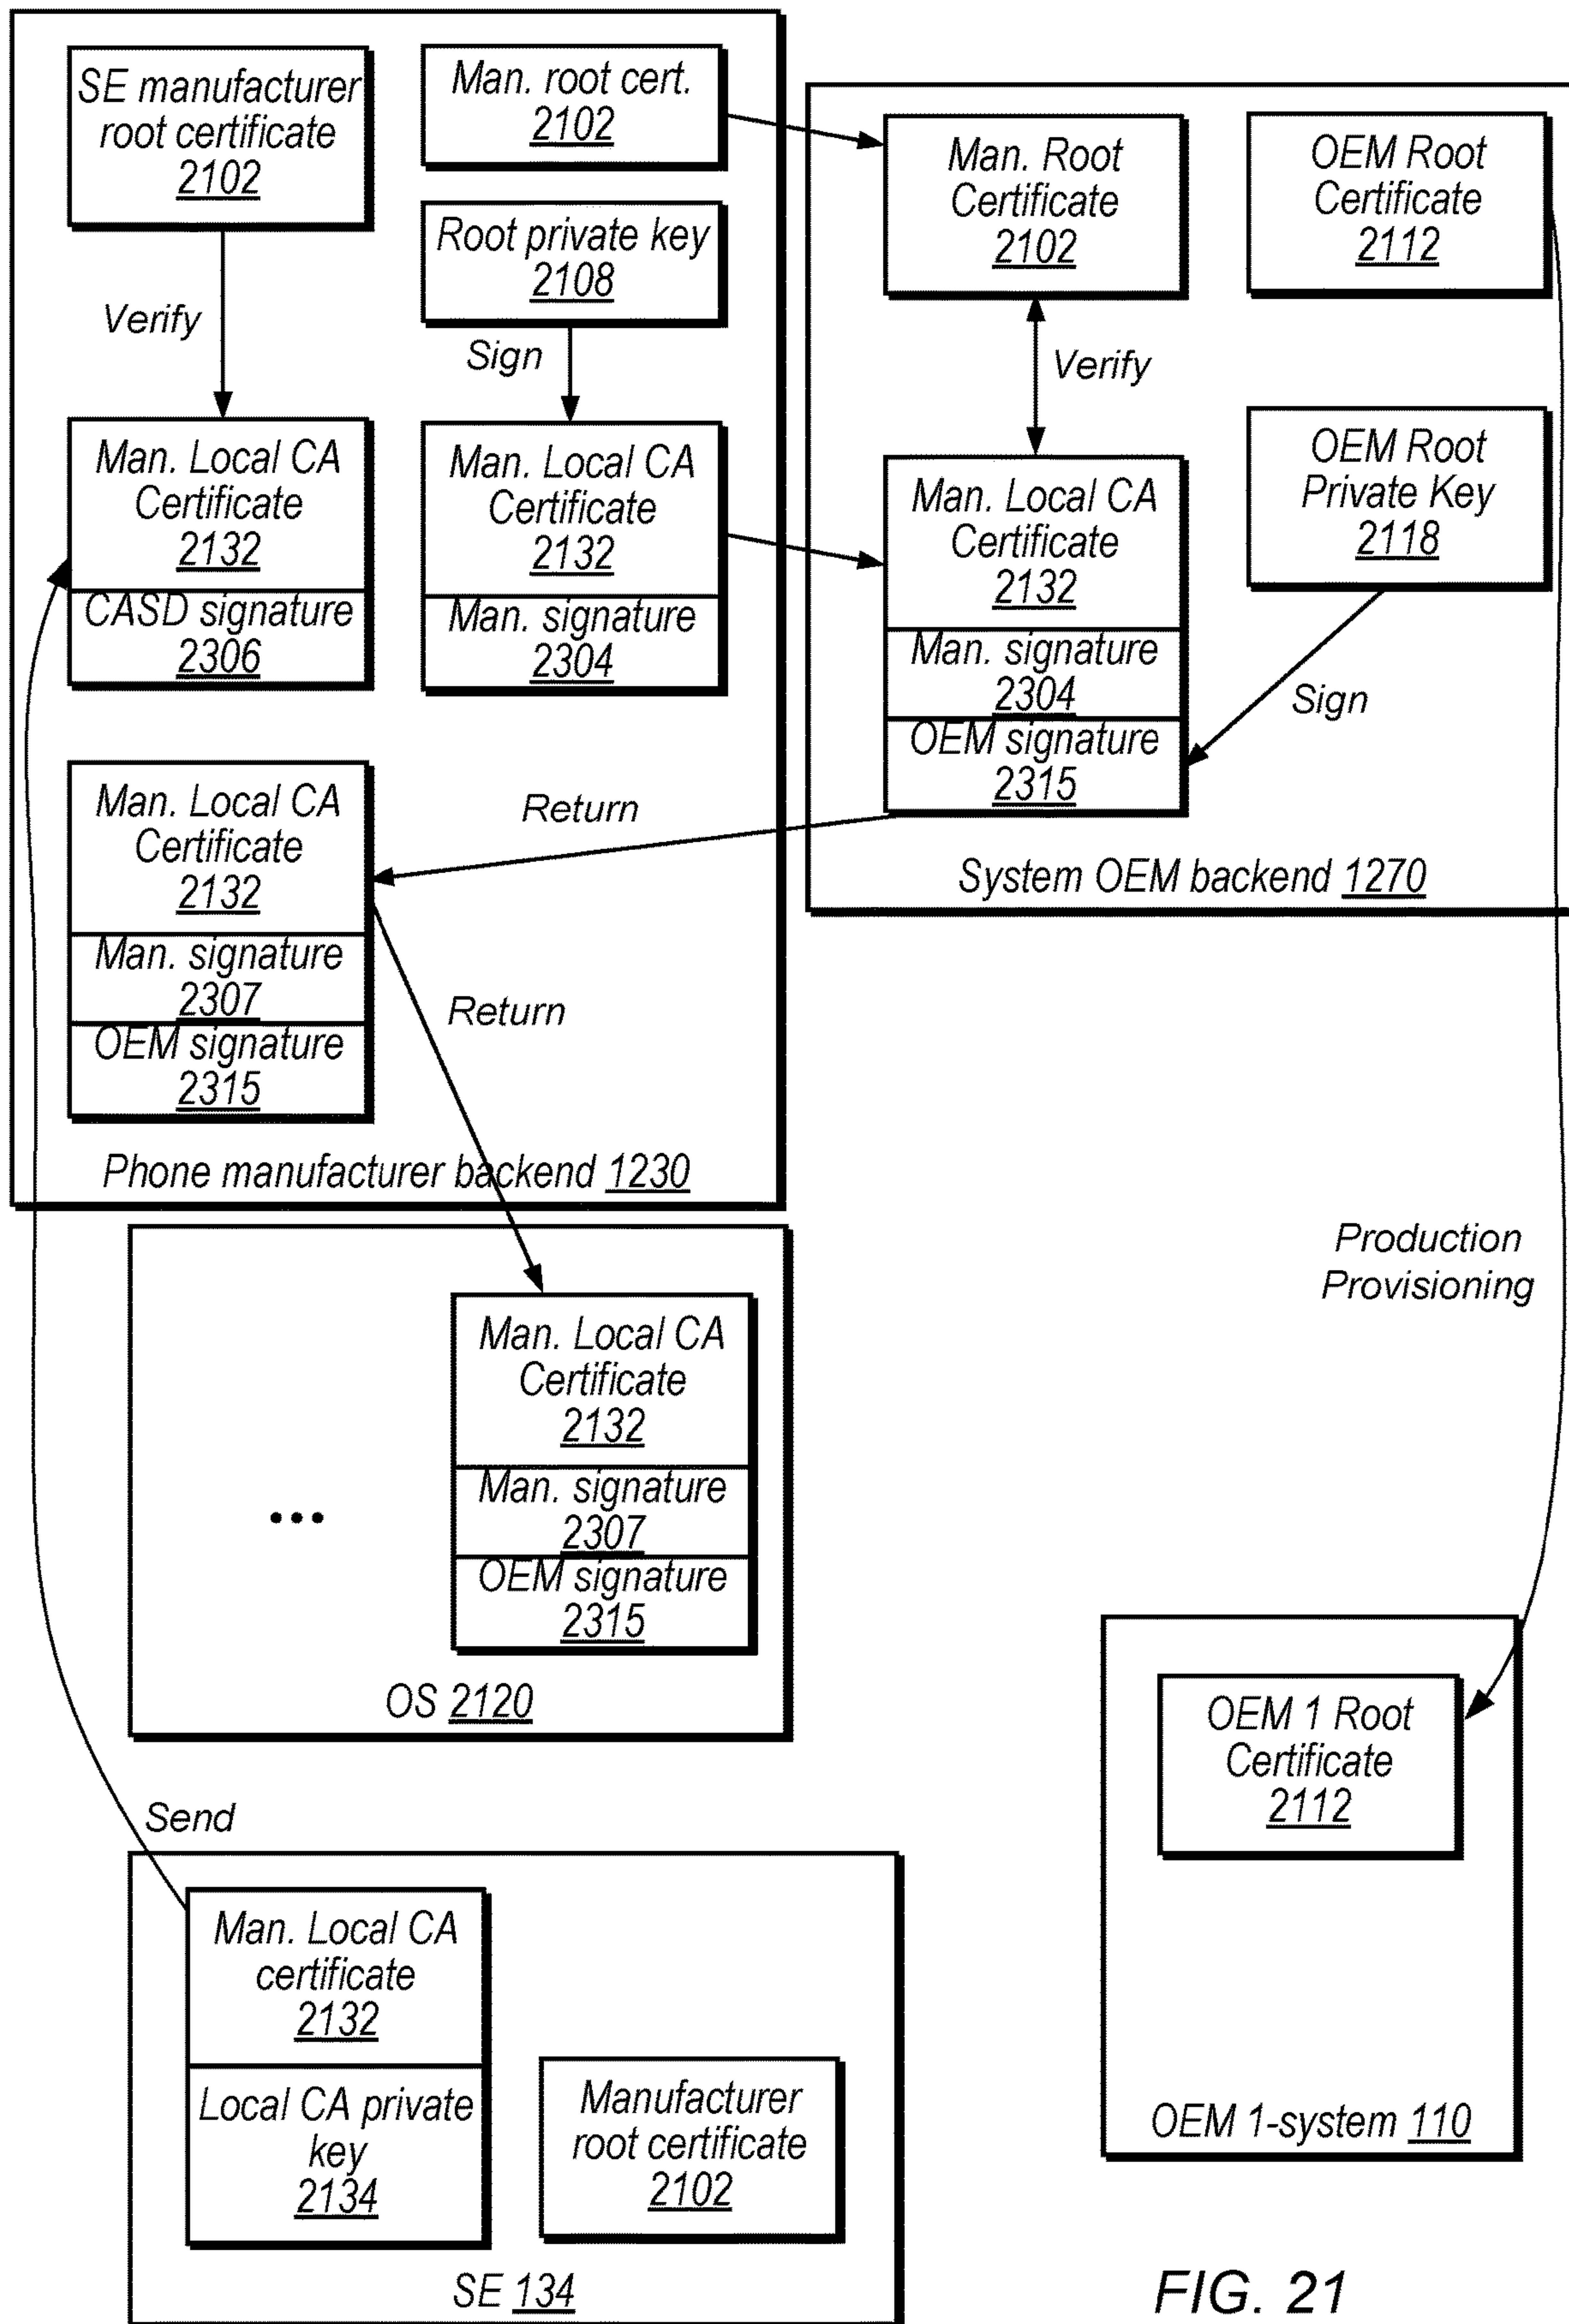 SE manufacturer
root certificate
2102
Man. root cert.
2102
Root private key
2108
Verify
Sign
Man. Local CA
Certificate
2132
CASD signature
2306
Man. Local CA
Certificate
2132
Man. signature
2304
Man. Local CA
Certificate
2132
Man. signature
2307
OEM signature
2315
Return
Return
Phone manufacturer backend 1230
Man. Root
Certificate
2102
OEM Root
Certificate
2112
Verify
Man. Local CA
Certificate
2132
Man. signature
2304
OEM signature
2315
OEM Root
Private Key
2118
Sign
System OEM backend 1270
Production
Provisioning
Man. Local CA
Certificate
2132
Man. signature
2307
OEM signature
2315
...
OS 2120
OEM 1 Root
Certificate
2112
OEM 1-system 110
Send
Man. Local CA
certificate
2132
Local CA private
key
2134
Manufacturer
root certificate
2102
SE 134
FIG. 21